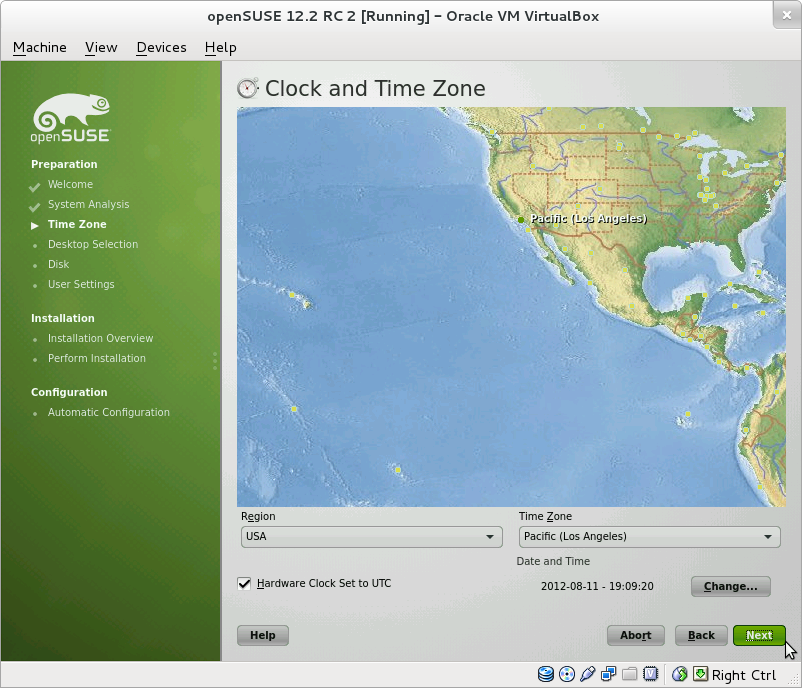 openSUSE 12.2 RC 2 [Running] – Oracle VM VirtualBox
Machine View Devices Help
openSUSE
Preparation
Welcome
System Analysis
Time Zone
Desktop Selection
Disk
User Settings
Installation
Installation Overview
Perform Installation
Configuration
Automatic Configuration
Clock and Time Zone
Pacific (Los Angeles)
Region
USA
Time Zone
Pacific (Los Angeles)
Hardware Clock Set to UTC
Date and Time
2012-08-11 - 19:09:20
Change...
Help
Abort
Back
Next
Right Ctrl